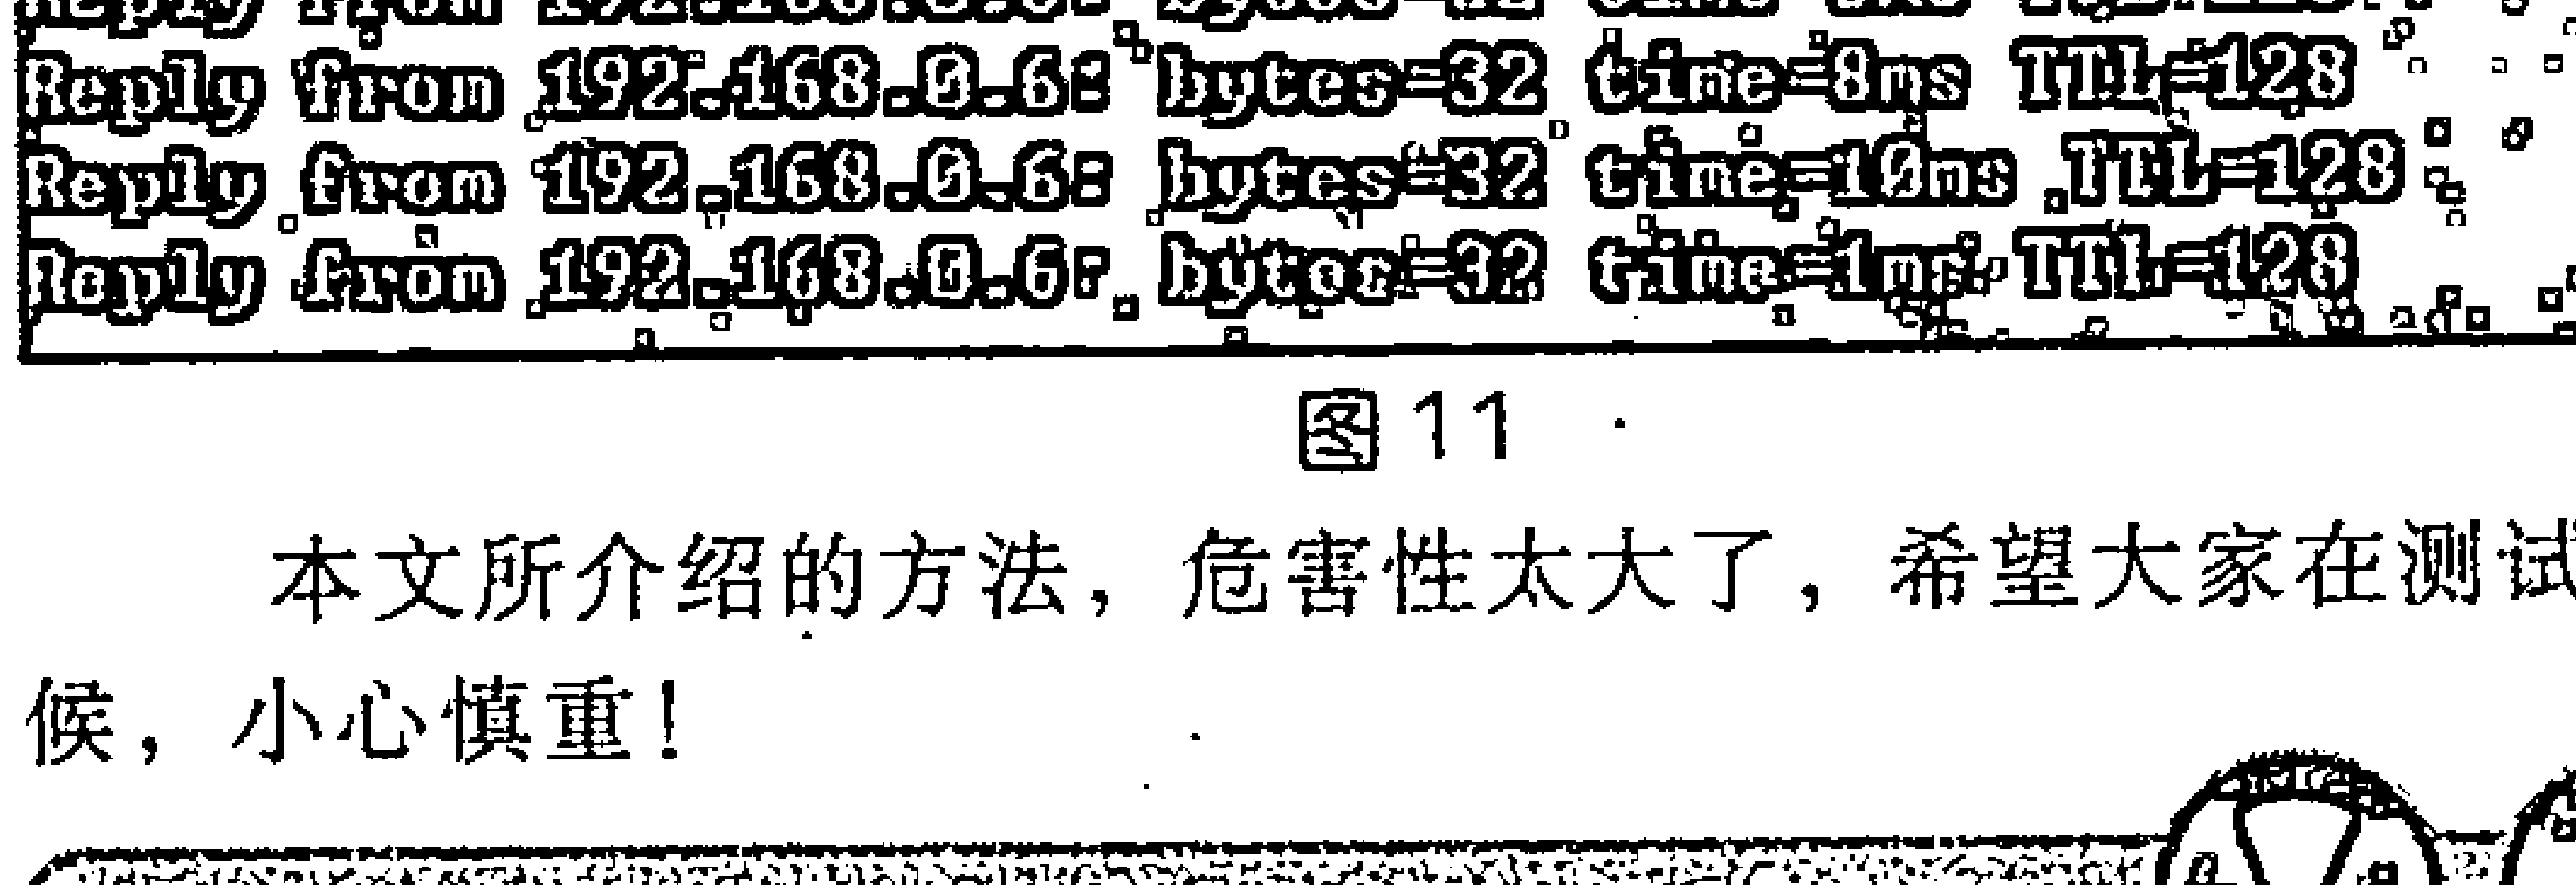 Reply from 192.168.0.6: bytes=32 time=8ms TTL=128
Reply from 192.168.0.6: bytes=32 time=10ms TTL=128
Reply from 192.168.0.6: bytes=32 time=1ms TTL=128
图11
本文所介绍的方法，危害性太大了，希望大家在测试
候，小心慎重！